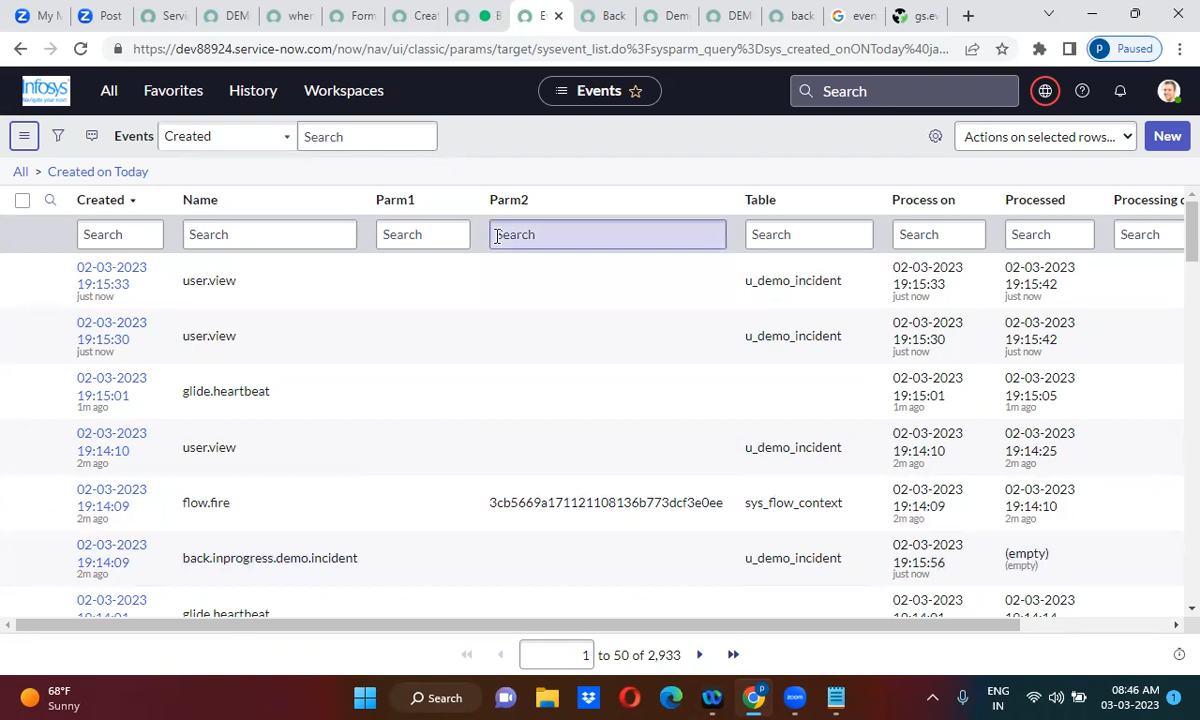 My N
Post
Servi
DEM
wher
Form
Creat
B
E
Back
Dem
DEM
back
even
gs.ev
https://dev88924.service-now.com/now/nav/ui/classic/params/target/sysevent_list.do%3Fsysparm_query%3Dsys_created_onONToday%40ja...
Paused
Infosys
Navigate your next
All
Favorites
History
Workspaces
Events
Search
Events
Created
Search
Actions on selected rows...
New
All > Created on Today
Created
Name
Parm1
Parm2
Table
Process on
Processed
Processing d
Search
Search
Search
Search
Search
Search
Search
Search
02-03-2023
19:15:33
just now
user.view
u_demo_incident
02-03-2023
19:15:33
just now
02-03-2023
19:15:42
just now
02-03-2023
19:15:30
just now
user.view
u_demo_incident
02-03-2023
19:15:30
just now
02-03-2023
19:15:42
just now
02-03-2023
19:15:01
1m ago
glide.heartbeat
02-03-2023
19:15:01
1m ago
02-03-2023
19:15:05
1m ago
02-03-2023
19:14:10
2m ago
user.view
u_demo_incident
02-03-2023
19:14:10
2m ago
02-03-2023
19:14:25
2m ago
02-03-2023
19:14:09
2m ago
flow.fire
3cb5669a171121108136b773dcf3e0ee
sys_flow_context
02-03-2023
19:14:09
2m ago
02-03-2023
19:14:10
2m ago
02-03-2023
19:14:09
2m ago
back.inprogress.demo.incident
u_demo_incident
02-03-2023
19:15:56
just now
(empty)
(empty)
02-03-2023
19:14:01
glide.heartbeat
02-03-2023
19:14:01
02-03-2023
19:14:17
1 to 50 of 2,933
68°F
Sunny
Search
ENG
IN
08:46 AM
03-03-2023
1